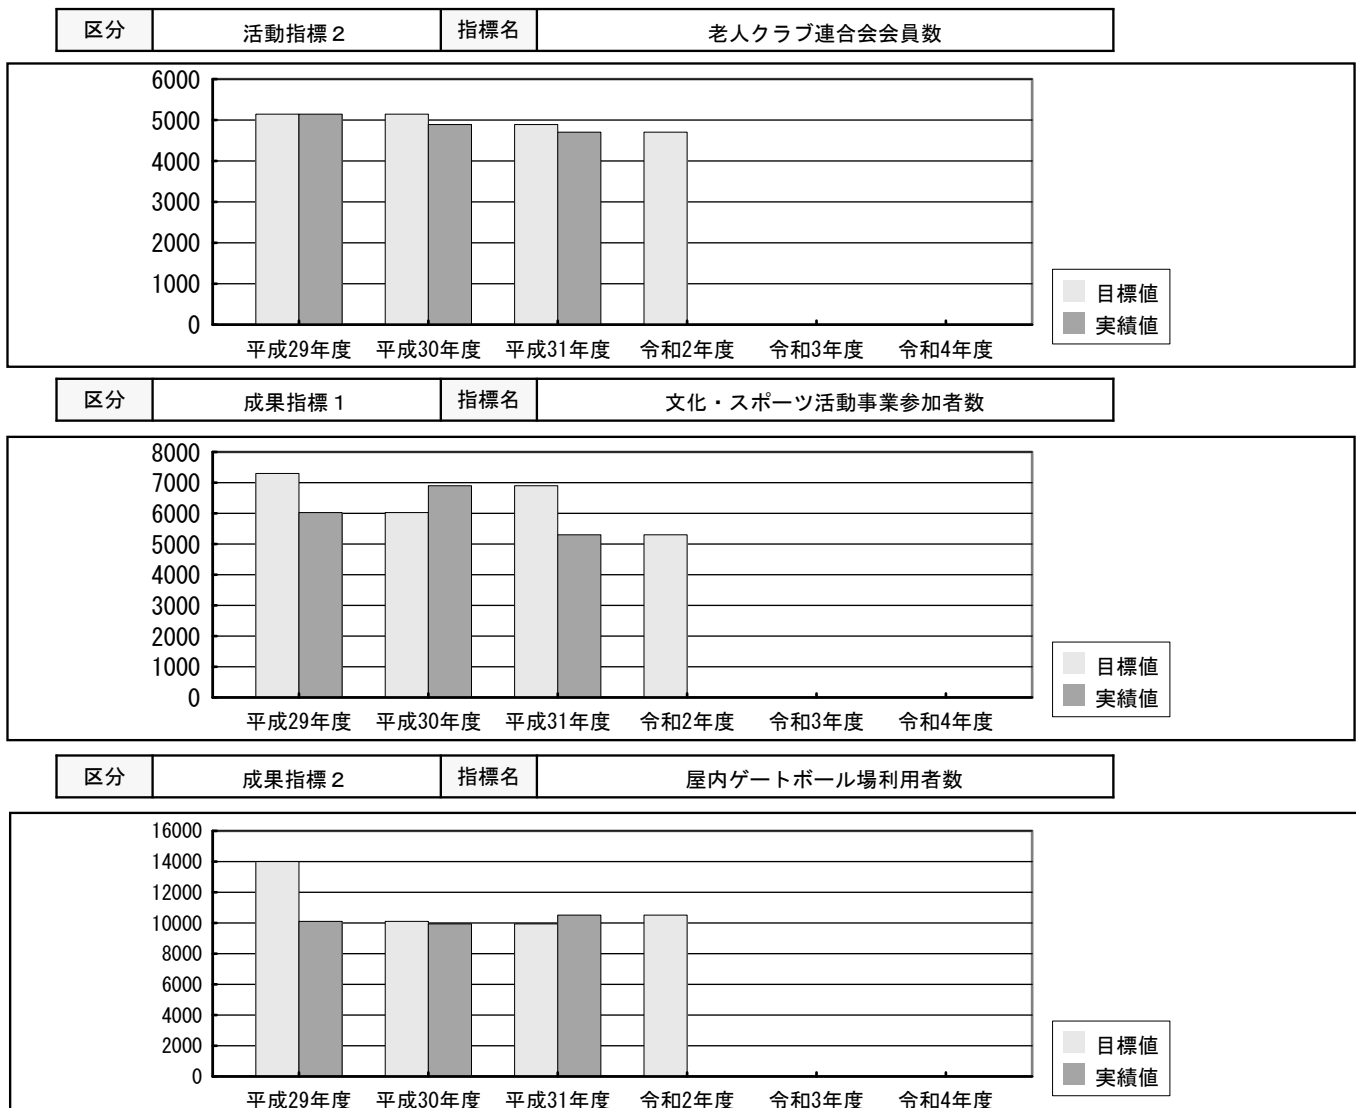 区分 活動指標２ 指標名 老人クラブ連合会会員数
6000
5000
4000
3000
2000
1000
0
平成29年度 平成30年度 平成31年度 令和2年度 令和3年度 令和4年度
目標値
実績値
区分 成果指標１ 指標名 文化・スポーツ活動事業参加者数
8000
7000
6000
5000
4000
3000
2000
1000
0
平成29年度 平成30年度 平成31年度 令和2年度 令和3年度 令和4年度
目標値
実績値
区分 成果指標２ 指標名 屋内ゲートボール場利用者数
16000
14000
12000
10000
8000
6000
4000
2000
0
平成29年度 平成30年度 平成31年度 令和2年度 令和3年度 令和4年度
目標値
実績値